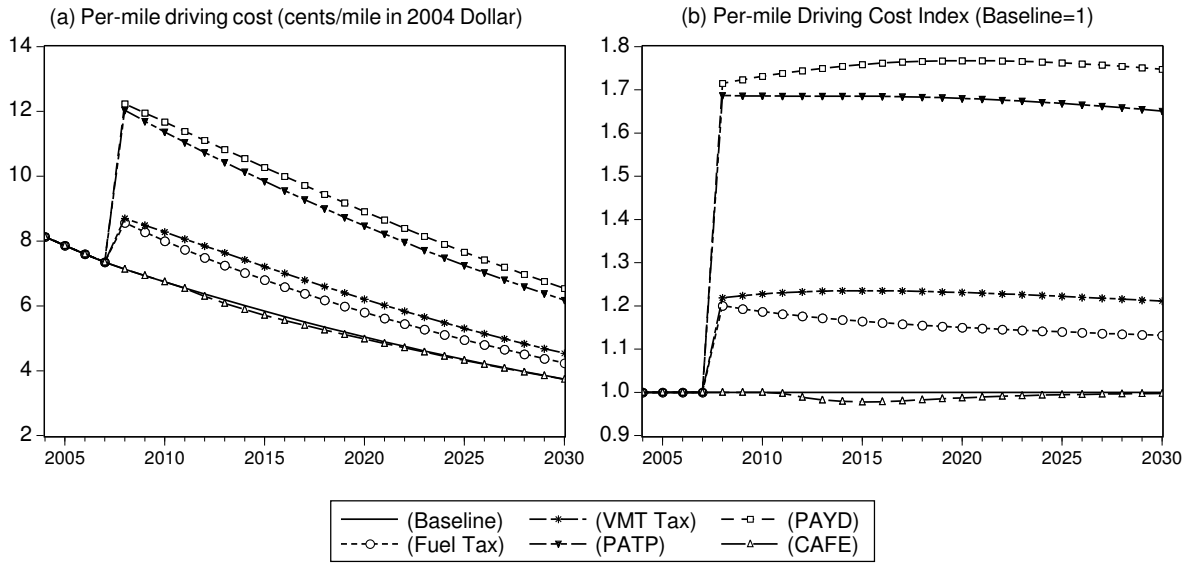 (a) Per-mile driving cost (cents/mile in 2004 Dollar)
(b) Per-mile Driving Cost Index (Baseline=1)
14
12
10
8
6
4
2
2005 2010 2015 2020 2025 2030
1.8
1.7
1.6
1.5
1.4
1.3
1.2
1.1
1.0
0.9
2005 2010 2015 2020 2025 2030
(Baseline) (VMT Tax) (PAYD)
(Fuel Tax) (PATP) (CAFE)